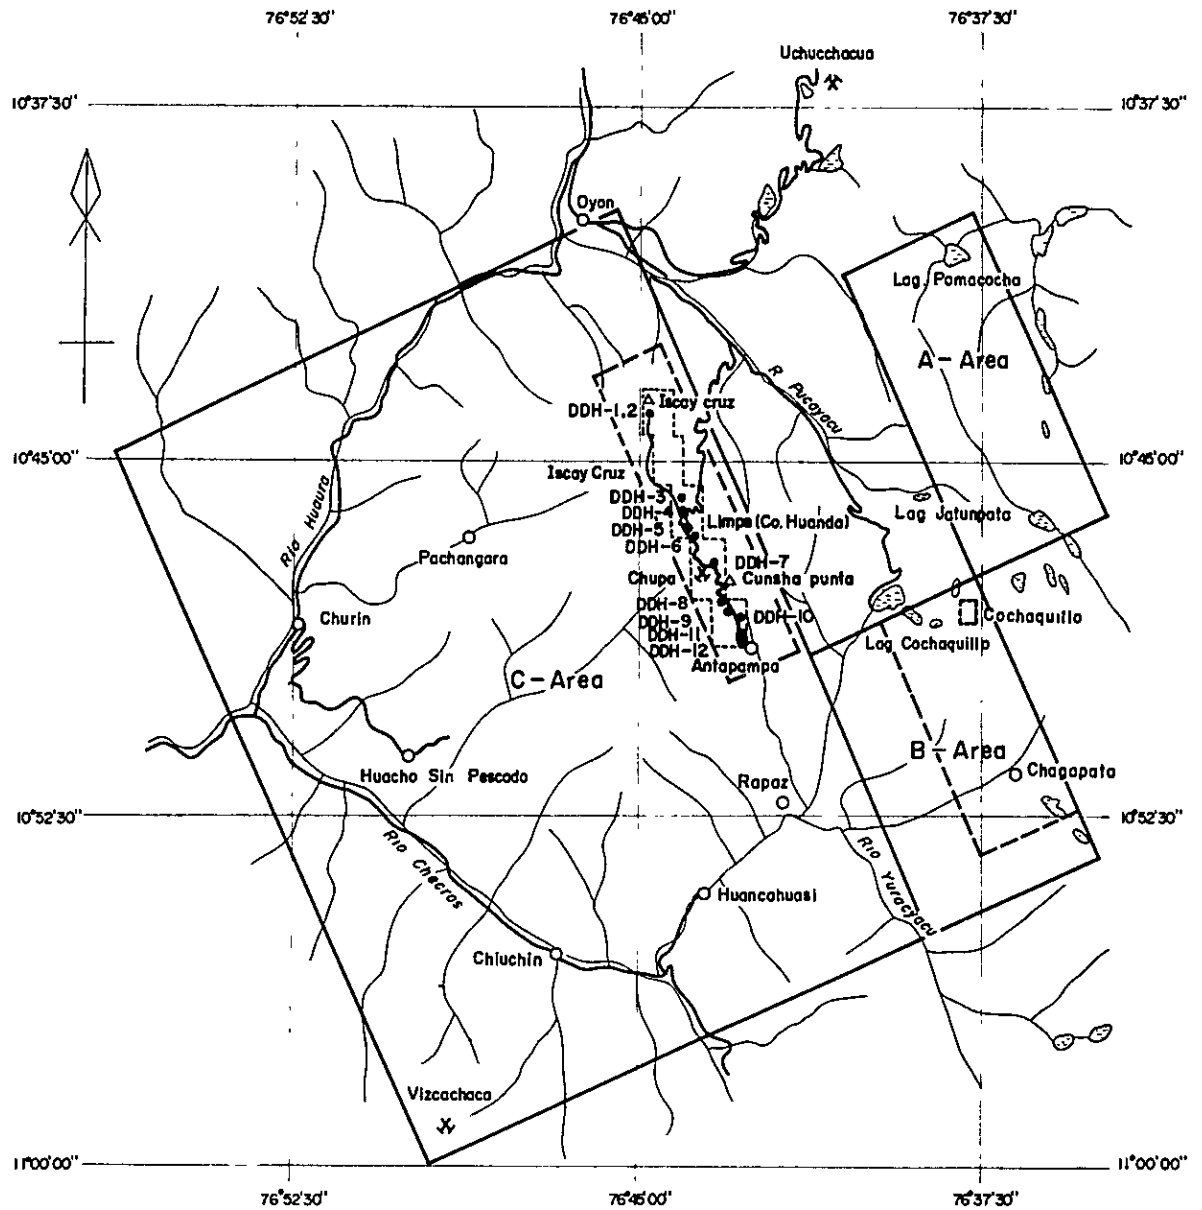 76°52'30"
76°45'00"
76°37'30"
Uchucchacua
10°37'30"
10°37'30"
Oyon
Lag. Pomacocha
A-Area
R. Pucayacu
Iscay cruz
DDH-1,2
10°45'00"
10°45'00"
Iscay Cruz
DDH-3
DDH-4
Lag Jatunpata
Limpe (Co. Huanda)
DDH-5
DDH-6
Rio Huaura
Pachangara
DDH-7
Chupa
Cunsha punta
DDH-8
DDH-10
Cochaquillo
Churin
DDH-9
DDH-11
Lag Cochaquillo
DDH-12
Antapampa
C-Area
B-Area
Huacho Sin Pescado
Chagapata
Rapaz
10°52'30"
10°52'30"
Rio Checras
Rio Yuracyacu
Huancahuasi
Chiuchin
Vizcachaca
11°00'00"
11°00'00"
76°52'30"
76°45'00"
76°37'30"